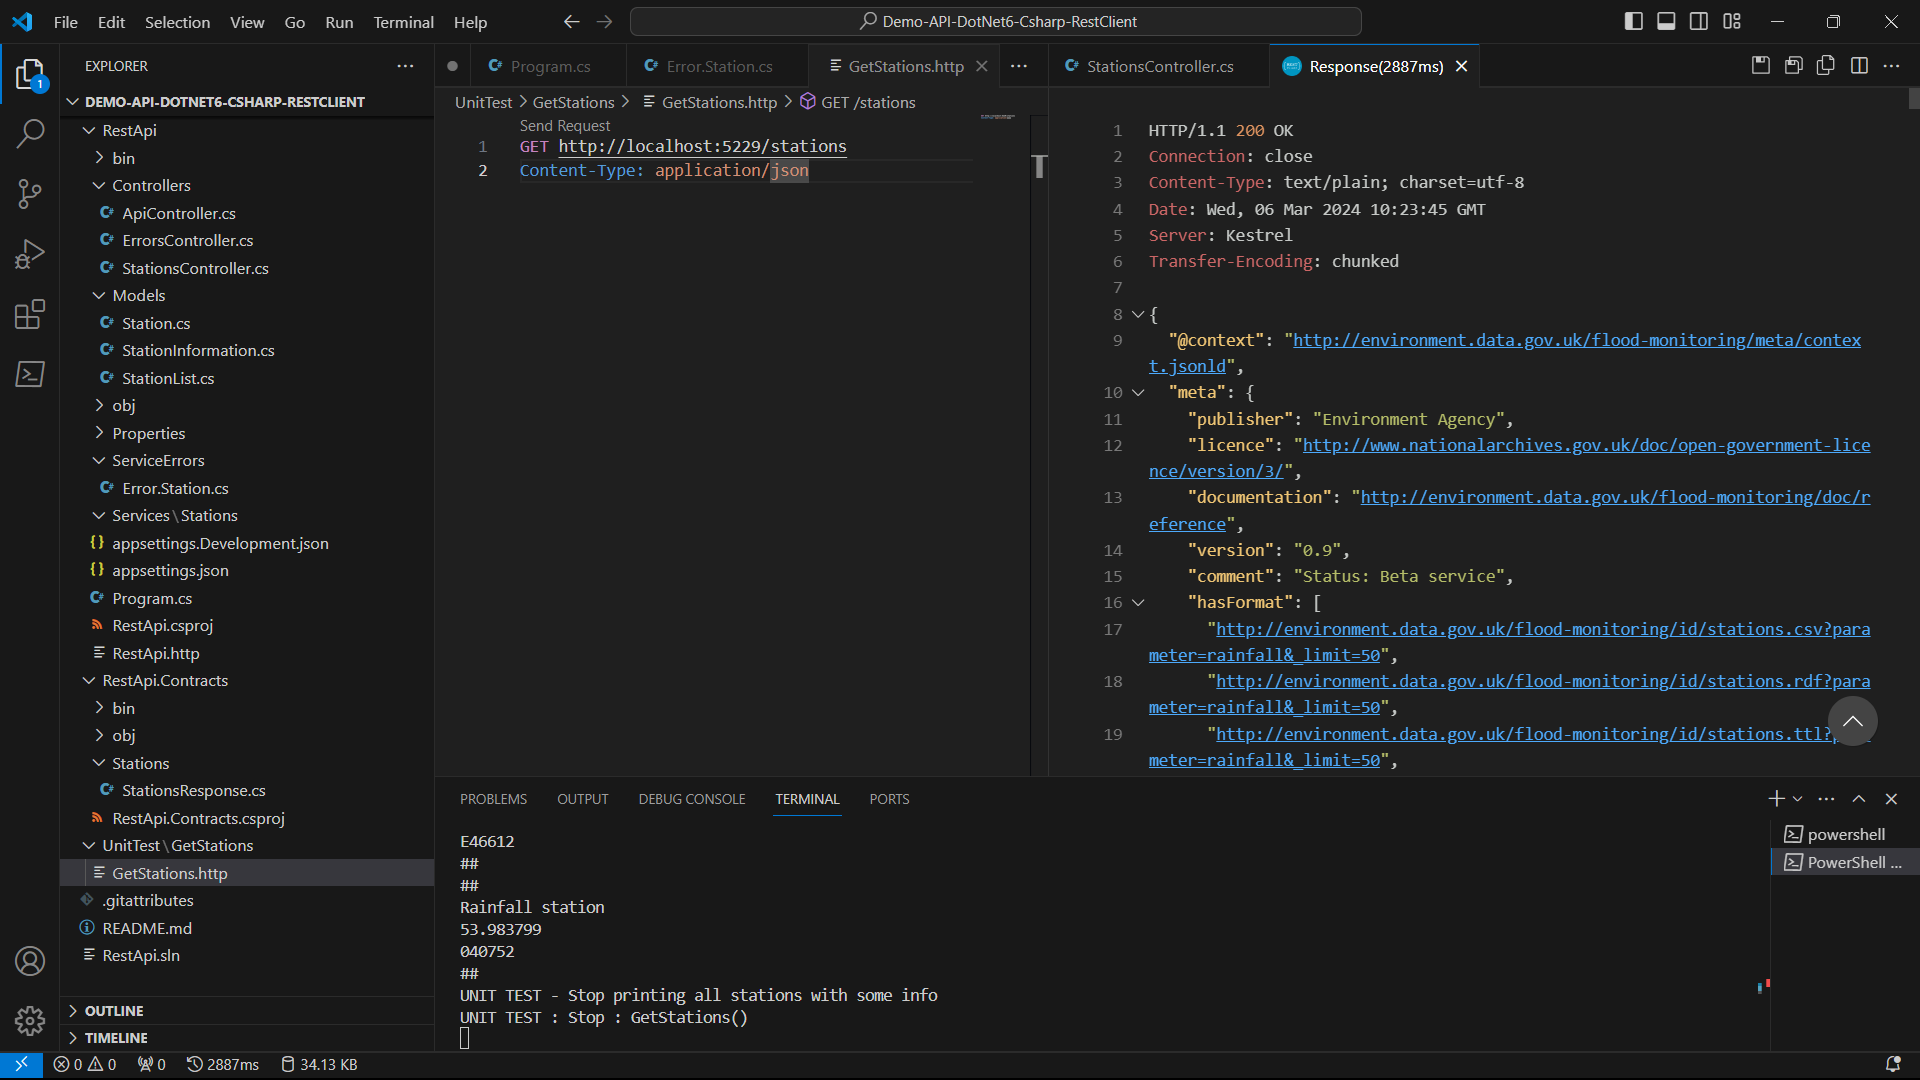 File Edit Selection View Go Run Terminal Help
Demo-API-DotNet6-Csharp-RestClient
1
EXPLORER
DEMO-API-DOTNET6-CSHARP-RESTCLIENT
RestApi
bin
Controllers
ApiController.cs
ErrorsController.cs
StationsController.cs
Models
Station.cs
StationInformation.cs
StationList.cs
obj
Properties
ServiceErrors
Error.Station.cs
Services\Stations
appsettings.Development.json
appsettings.json
Program.cs
RestApi.csproj
RestApi.http
RestApi.Contracts
bin
obj
Stations
StationsResponse.cs
RestApi.Contracts.csproj
UnitTest\GetStations
GetStations.http
.gitattributes
README.md
RestApi.sln
OUTLINE
TIMELINE
Program.cs Error.Station.cs GetStations.http
UnitTest > GetStations > GetStations.http > GET /stations
Send Request
1 GET http://localhost:5229/stations
2 Content-Type: application/json
StationsController.cs Response(2887ms)
1 HTTP/1.1 200 OK
2 Connection: close
3 Content-Type: text/plain; charset=utf-8
4 Date: Wed, 06 Mar 2024 10:23:45 GMT
5 Server: Kestrel
6 Transfer-Encoding: chunked
7
8 {
9 "@context": "http://environment.data.gov.uk/flood-monitoring/meta/contex
t.jsonld",
10 "meta": {
11 "publisher": "Environment Agency",
12 "licence": "http://www.nationalarchives.gov.uk/doc/open-government-lice
nce/version/3/",
13 "documentation": "http://environment.data.gov.uk/flood-monitoring/doc/r
eference",
14 "version": "0.9",
15 "comment": "Status: Beta service",
16 "hasFormat": [
17 "http://environment.data.gov.uk/flood-monitoring/id/stations.csv?para
meter=rainfall&_limit=50",
18 "http://environment.data.gov.uk/flood-monitoring/id/stations.rdf?para
meter=rainfall&_limit=50",
19 "http://environment.data.gov.uk/flood-monitoring/id/stations.ttl?
meter=rainfall&_limit=50",
PROBLEMS OUTPUT DEBUG CONSOLE TERMINAL PORTS
E46612
##
##
Rainfall station
53.983799
040752
##
UNIT TEST - Stop printing all stations with some info
UNIT TEST : Stop : GetStations()
powershell
PowerShell ...
0 0 0 2887ms 34.13 KB